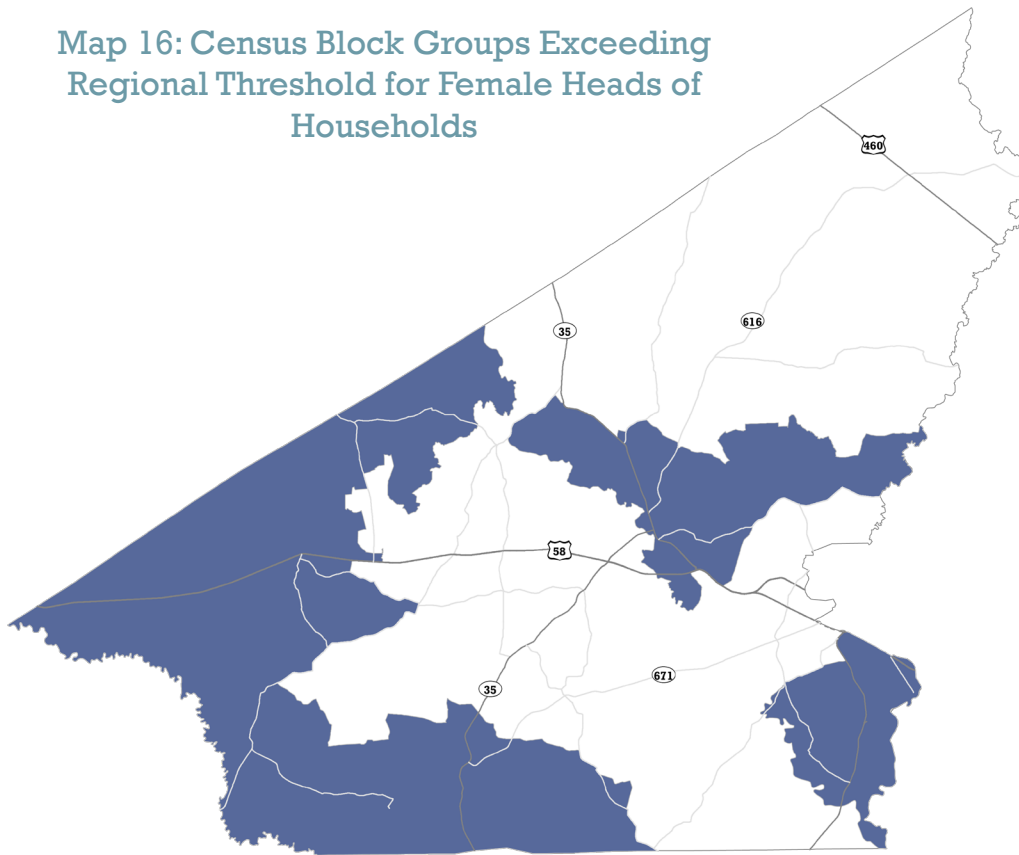 Map 16: Census Block Groups Exceeding
Regional Threshold for Female Heads of
Households
460
616
35
58
671
35